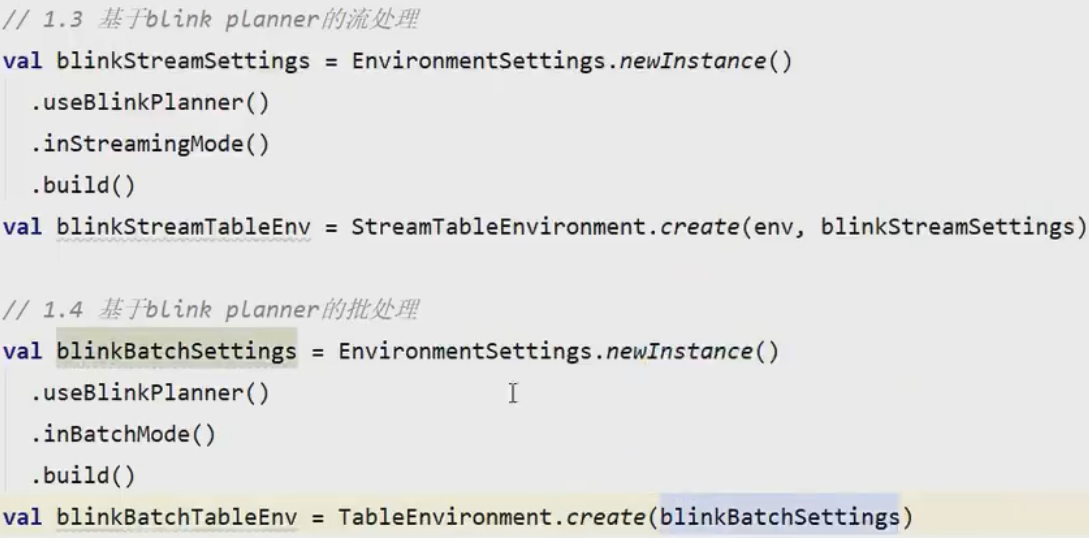 // 1.3 基于blink planner的流处理
val blinkStreamSettings = EnvironmentSettings.newInstance()
.useBlinkPlanner()
.inStreamingMode()
.build()
val blinkStreamTableEnv = StreamTableEnvironment.create(env, blinkStreamSettings)
// 1.4 基于blink planner的批处理
val blinkBatchSettings = EnvironmentSettings.newInstance()
.useBlinkPlanner()
.inBatchMode()
.build()
val blinkBatchTableEnv = TableEnvironment.create(blinkBatchSettings)